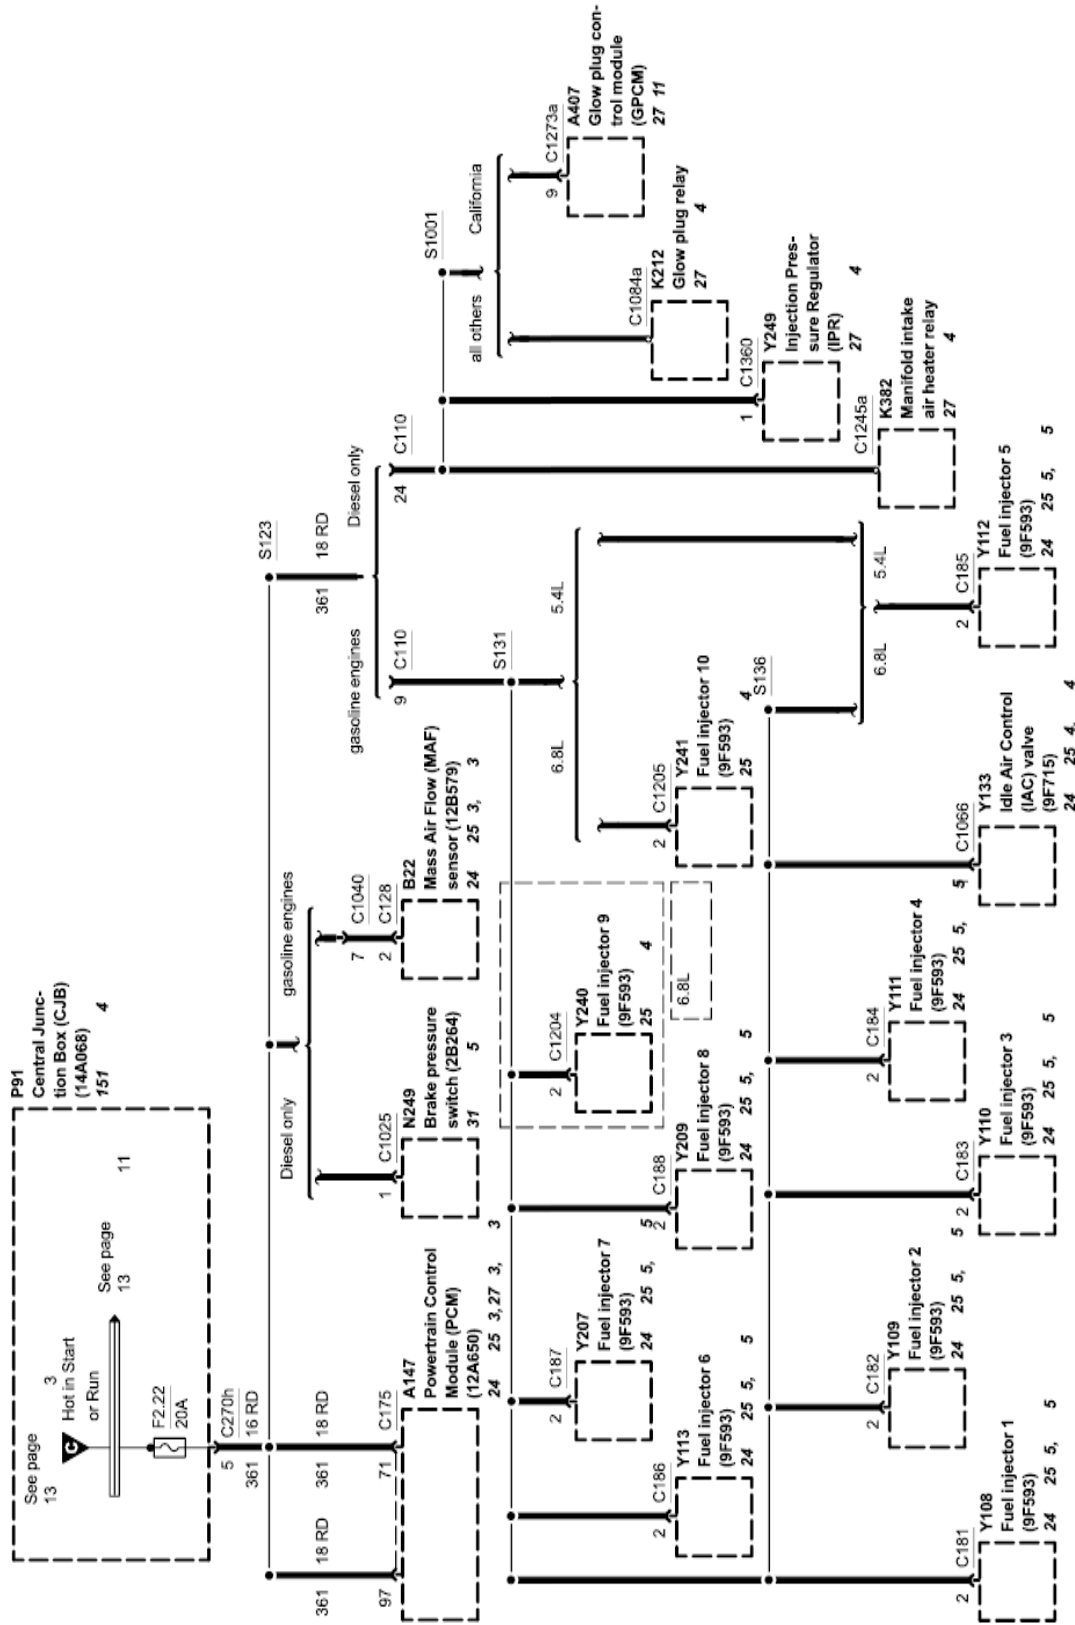 P91
Central Junc-
tion Box (CJB)
(14A068)
151 4
See page
13
3
Hot in Start
or Run
C
See page
13
11
F2.22
20A
5 C270h
361 16 RD
S123
361 18 RD
361 18 RD
361 18 RD
97
71 C175
A147
Powertrain Control
Module (PCM)
(12A650)
24 25 3, 27 3,
3
Diesel only
gasoline engines
1 C1025
N249
Brake pressure
switch (2B264)
31 5
7 C1040
2 C128
B22
Mass Air Flow (MAF)
sensor (12B579)
24 25 3, 3
gasoline engines
Diesel only
9 C110
24 C110
S1001
all others
California
9 C1273a
A407
Glow plug con-
trol module
(GPCM)
27 11
C1084a
K212
Glow plug relay
27 4
1 C1360
Y249
Injection Pres-
sure Regulator
(IPR)
27 4
C1245a
K382
Manifold intake
air heater relay
27 4
S131
6.8L
5.4L
2 C1205
Y241
Fuel injector 10
(9F593)
25 4
2 C1204
Y240
Fuel injector 9
(9F593)
25 4
6.8L
2 C188
Y209
Fuel injector 8
(9F593)
24 25 5, 5
5
2 C187
Y207
Fuel injector 7
(9F593)
24 25 5,
2 C186
Y113
Fuel injector 6
(9F593)
24 25 5, 5
S136
6.8L
5.4L
2 C185
Y112
Fuel injector 5
(9F593)
24 25 5, 5
5 C1066
Y133
Idle Air Control
(IAC) valve
(9F715)
24 25 4, 4
2 C184
Y111
Fuel injector 4
(9F593)
24 25 5,
5
2 C183
Y110
Fuel injector 3
(9F593)
24 25 5, 5
2 C182
Y109
Fuel injector 2
(9F593)
24 25 5,
5
2 C181
Y108
Fuel injector 1
(9F593)
24 25 5, 5